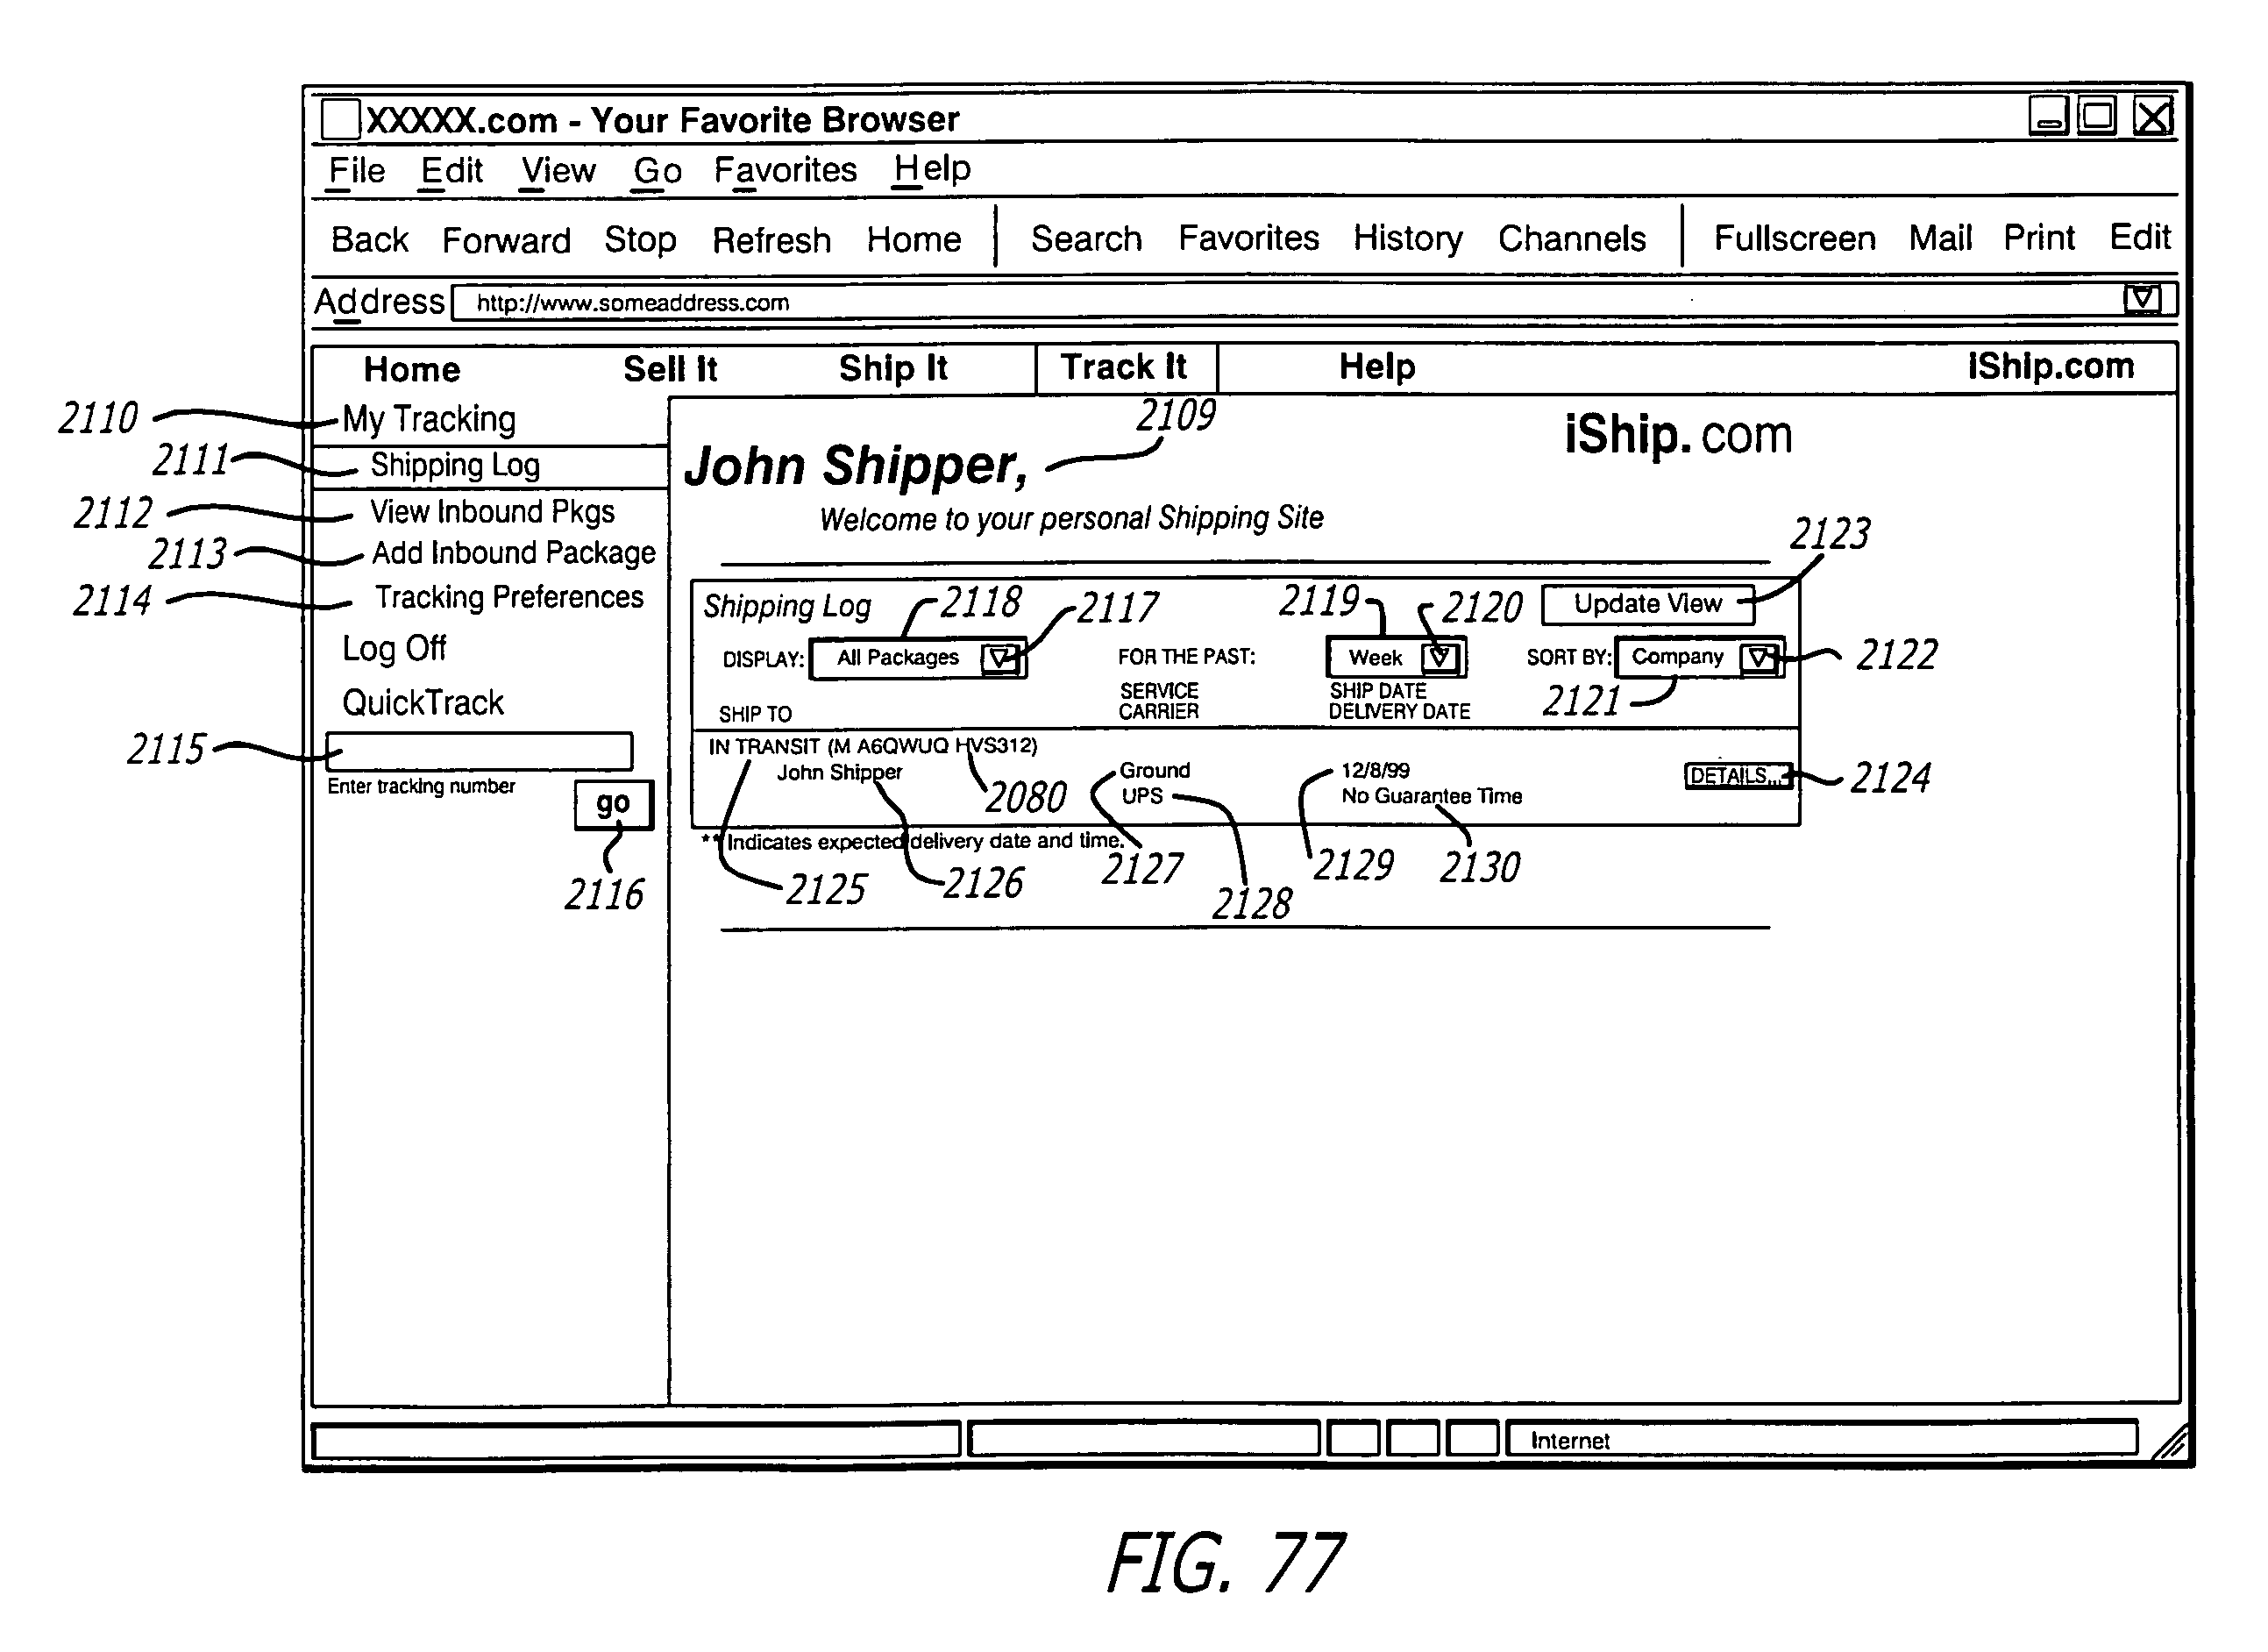 XXXXX.com - Your Favorite Browser
File Edit View Go Favorites Help
Back Forward Stop Refresh Home Search Favorites History Channels Fullscreen Mail Print Edit
Address http://www.someaddress.com
Home Sell It Ship It Track It Help iShip.com
2110 My Tracking
2111 Shipping Log
2112 View Inbound Pkgs
2113 Add Inbound Package
2114 Tracking Preferences
Log Off
QuickTrack
2115
Enter tracking number
go
2116
2109
iShip.com
John Shipper,
Welcome to your personal Shipping Site
2123
Shipping Log 2118 2117 2119 2120 Update View
DISPLAY: All Packages FOR THE PAST: Week SORT BY: Company 2122
SERVICE SHIP DATE 2121
SHIP TO CARRIER DELIVERY DATE
IN TRANSIT (M A6QWUQ HVS312)
John Shipper Ground 12/8/99 DETAILS... 2124
2080 UPS No Guarantee Time
** Indicates expected delivery date and time.
2125 2126 2127 2128 2129 2130
Internet
FIG. 77